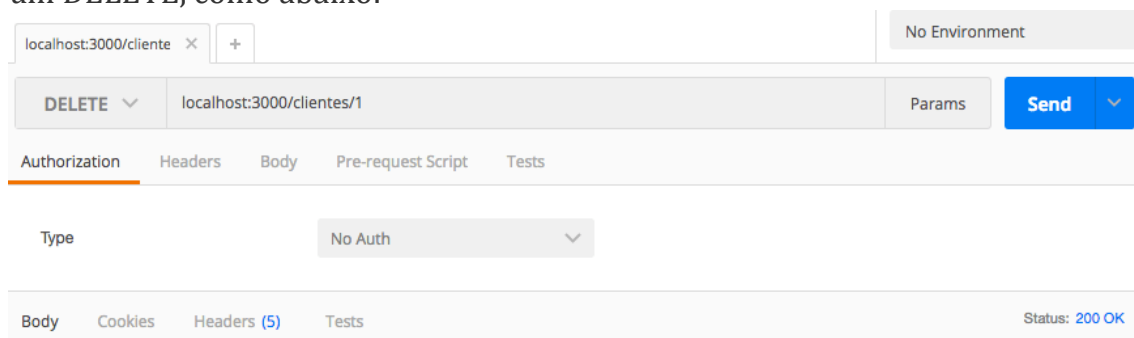 um DELETE, como abaixo:
localhost:3000/cliente × +
No Environment
DELETE localhost:3000/clientes/1 Params Send
Authorization Headers Body Pre-request Script Tests
Type No Auth
Body Cookies Headers (5) Tests Status: 200 OK